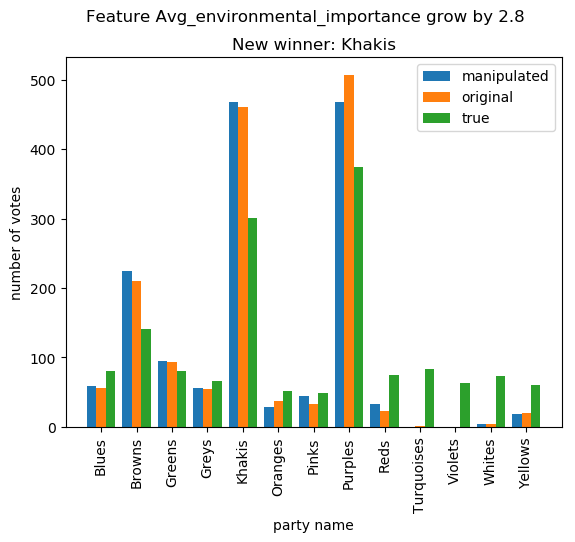 Feature Avg_environmental_importance grow by 2.8
New winner: Khakis
manipulated
original
true
number of votes
500
400
300
200
100
0
Blues
Browns
Greens
Greys
Khakis
Oranges
Pinks
Purples
Reds
Turquoises
Violets
Whites
Yellows
party name